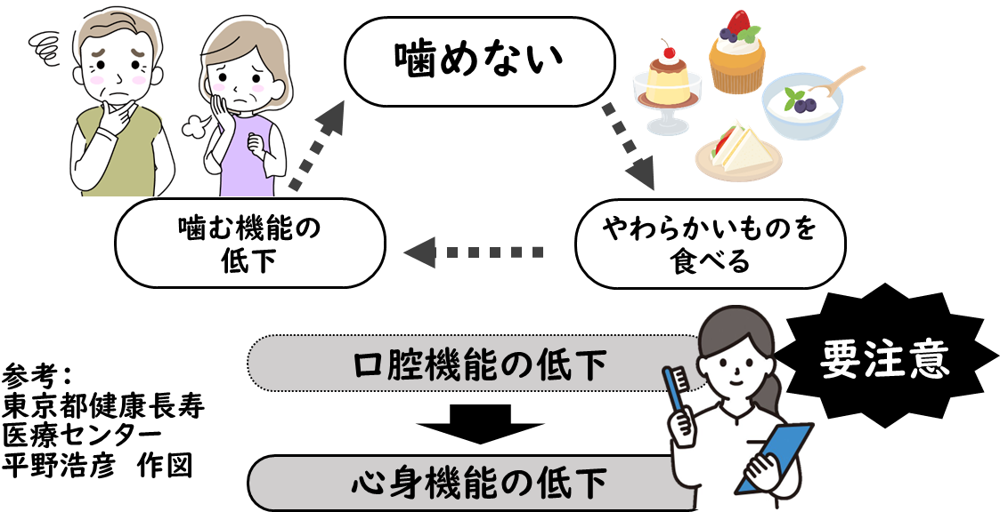 噛めない
噛む機能の
低下
やわらかいものを
食べる
要注意
口腔機能の低下
参考：
東京都健康長寿
医療センター
平野浩彦 作図
心身機能の低下